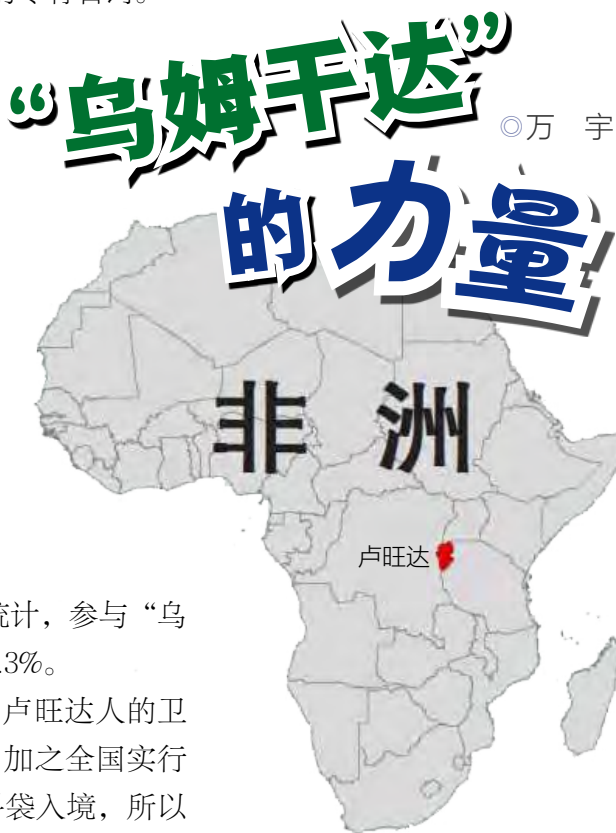 “乌姆干达”
的力量
◎万 宇
非 洲
卢旺达
统计，参与“乌
.3%。
卢旺达人的卫
加之全国实行
袋入境，所以